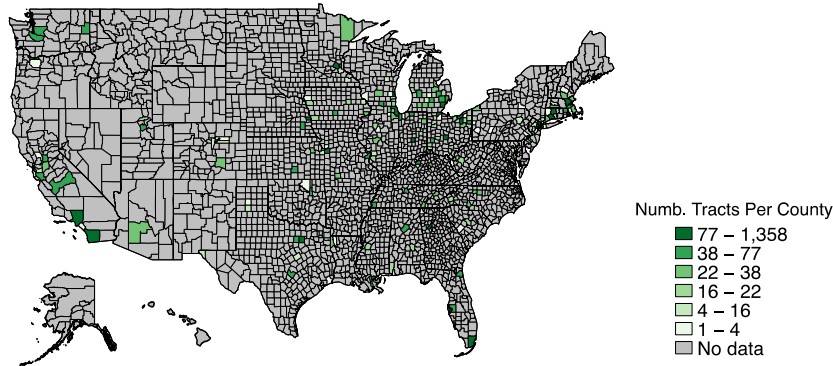 Numb. Tracts Per County
77 – 1,358
38 – 77
22 – 38
16 – 22
4 – 16
1 – 4
No data